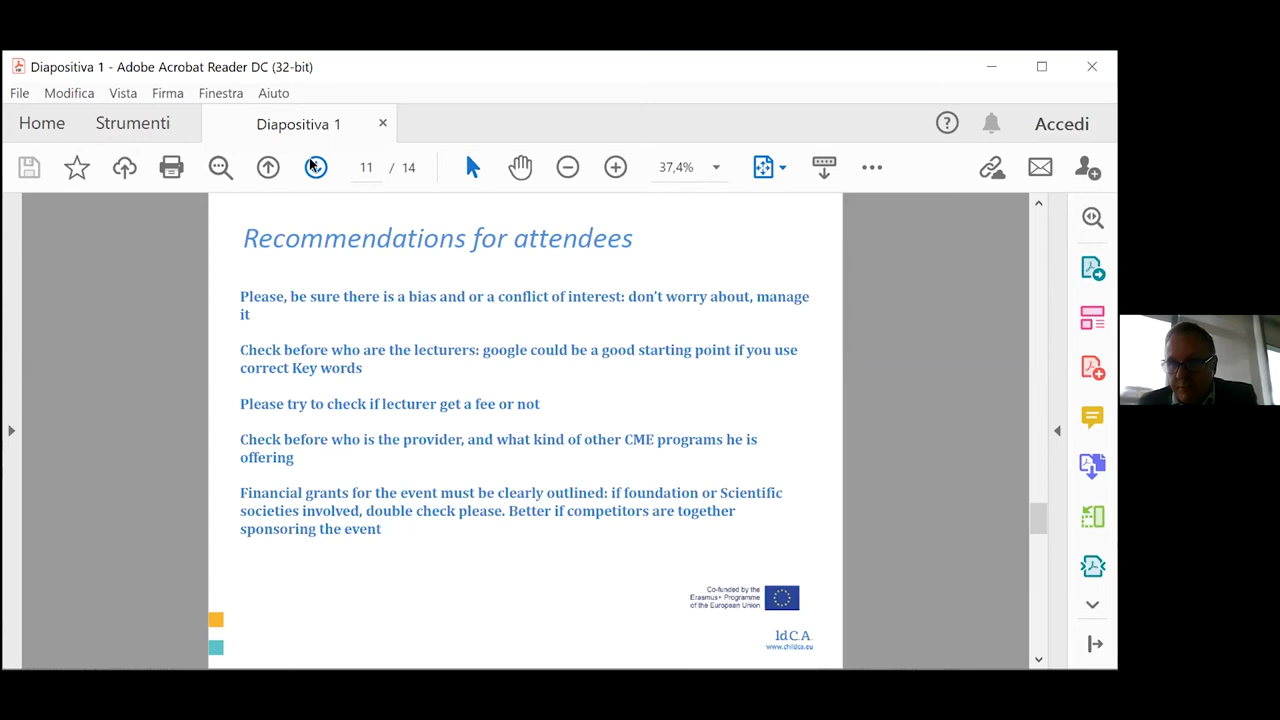 Diapositiva 1 - Adobe Acrobat Reader DC (32-bit)
File Modifica Vista Firma Finestra Aiuto
Home Strumenti Diapositiva 1 Accedi
11 / 14 37,4%
Recommendations for attendees
Please, be sure there is a bias and or a conflict of interest: don't worry about, manage
it
Check before who are the lecturers: google could be a good starting point if you use
correct Key words
Please try to check if lecturer get a fee or not
Check before who is the provider, and what kind of other CME programs he is
offering
Financial grants for the event must be clearly outlined: if foundation or Scientific
societies involved, double check please. Better if competitors are together
sponsoring the event
Co-funded by the
Erasmus+ Programme
of the European Union
1d C.A.
www.childca.eu